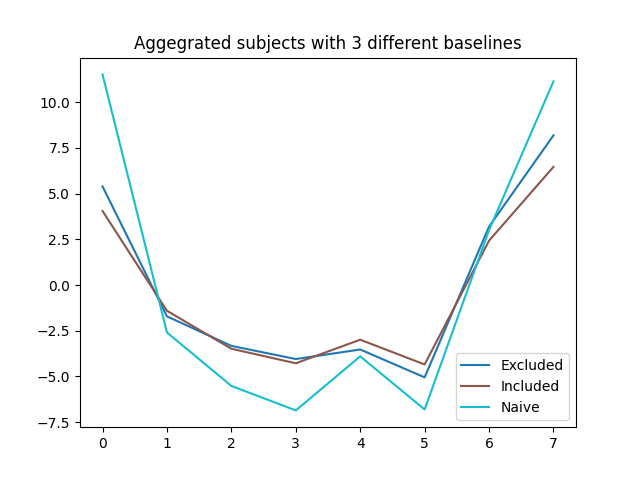 Aggegrated subjects with 3 different baselines
10.0
7.5
5.0
2.5
0.0
−2.5
−5.0
−7.5
Excluded
Included
Naive
0 1 2 3 4 5 6 7